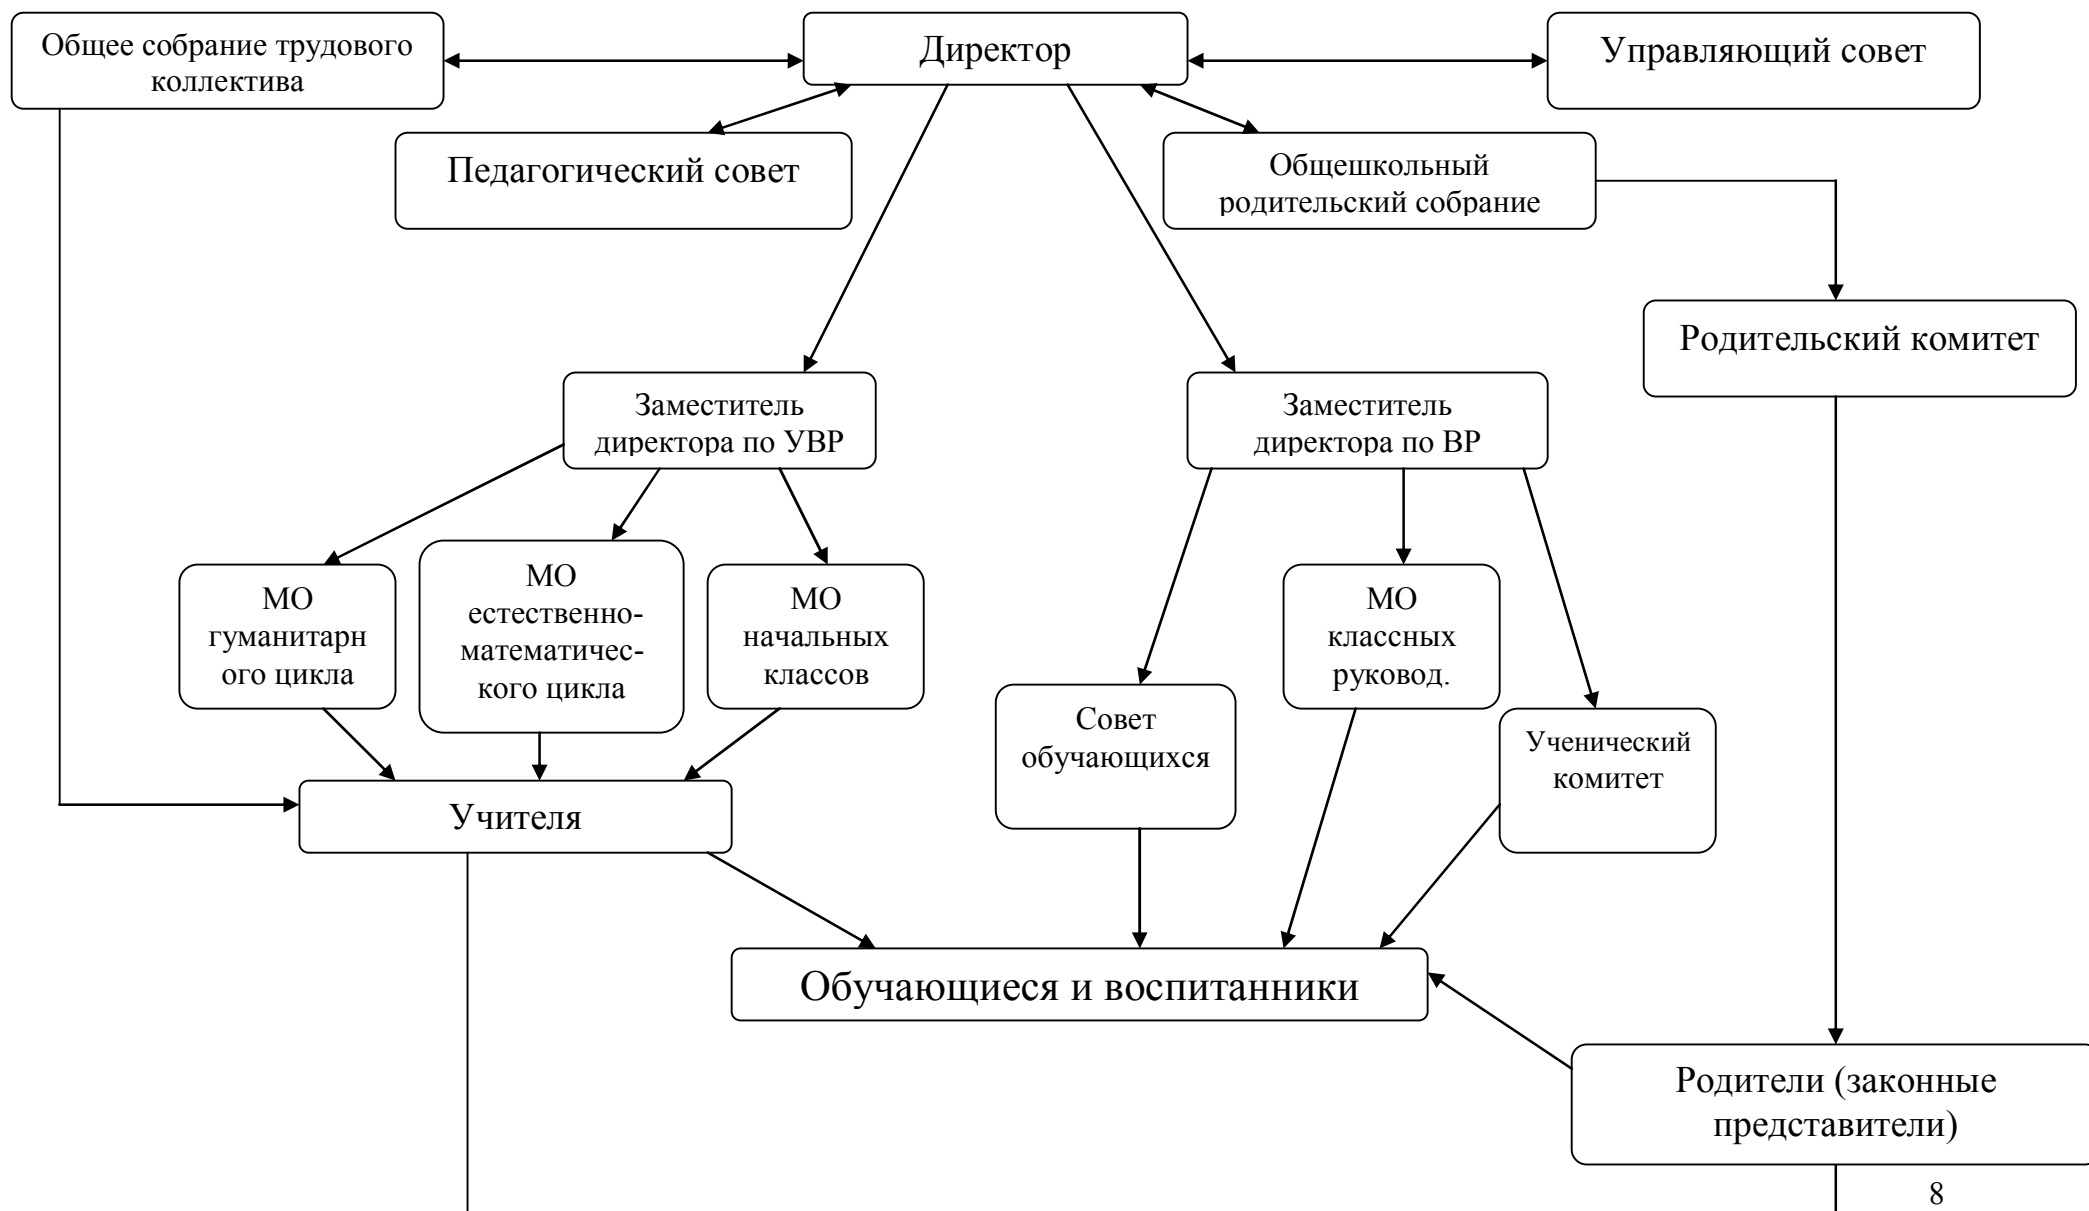 Общее собрание трудового
коллектива
Директор
Управляющий совет
Педагогический совет
Общешкольный
родительский собрание
Родительский комитет
Заместитель
директора по УВР
Заместитель
директора по ВР
МО
гуманитарн
ого цикла
МО
естественно-
математичес-
кого цикла
МО
начальных
классов
МО
классных
руковод.
Совет
обучающихся
Ученический
комитет
Учителя
Обучающиеся и воспитанники
Родители (законные
представители)
8